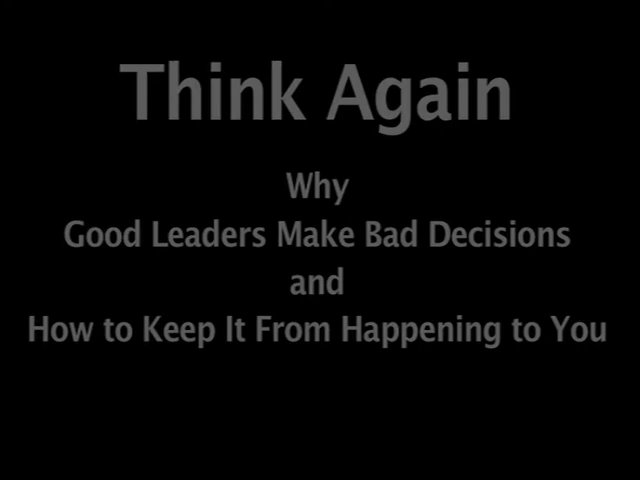 Think Again
Why
Good Leaders Make Bad Decisions
and
How to Keep It From Happening to You